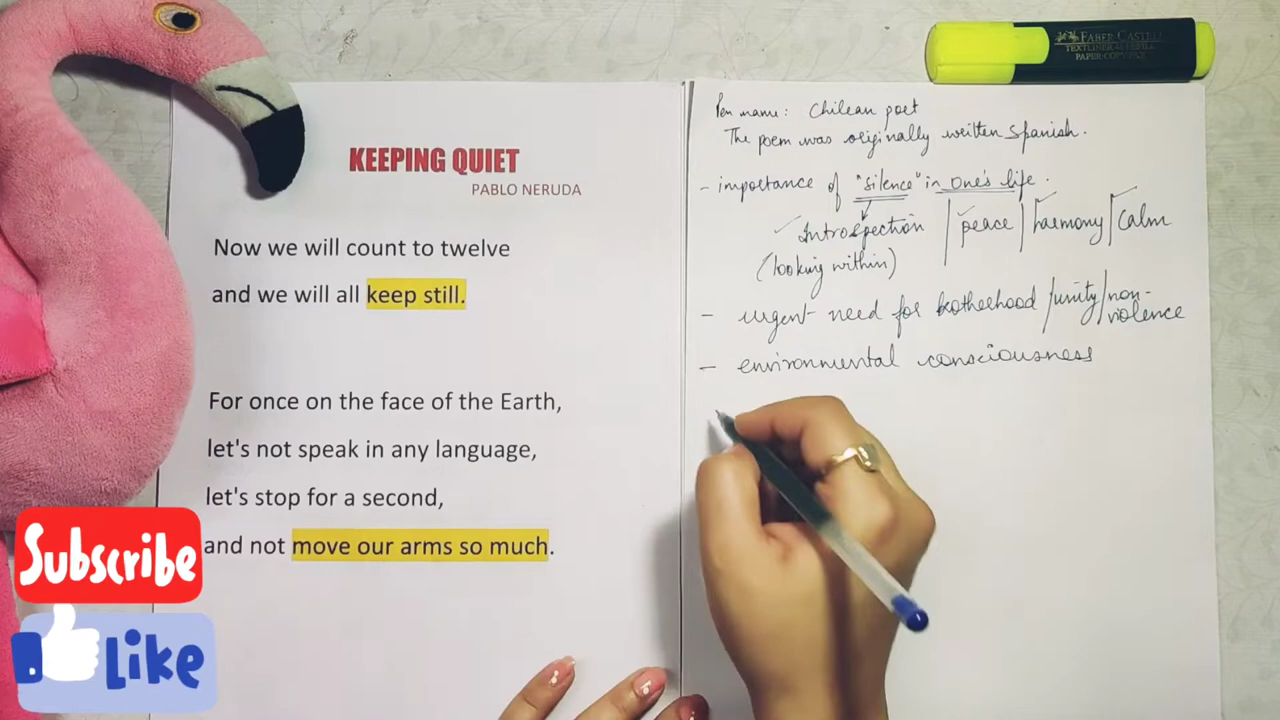 KEEPING QUIET
PABLO NERUDA
Now we will count to twelve
and we will all keep still.
For once on the face of the Earth,
let's not speak in any language,
let's stop for a second,
and not move our arms so much.
Subscribe
Like
FABER-CASTELL
TEXTLINER 48 REFILL
Pen name: Chilean poet
The poem was originally written Spanish.
- importance of "silence" in one's life.
Introspection | peace | harmony | calm
(looking within)
- urgent need for brotherhood / unity / non-violence
- environmental consciousness